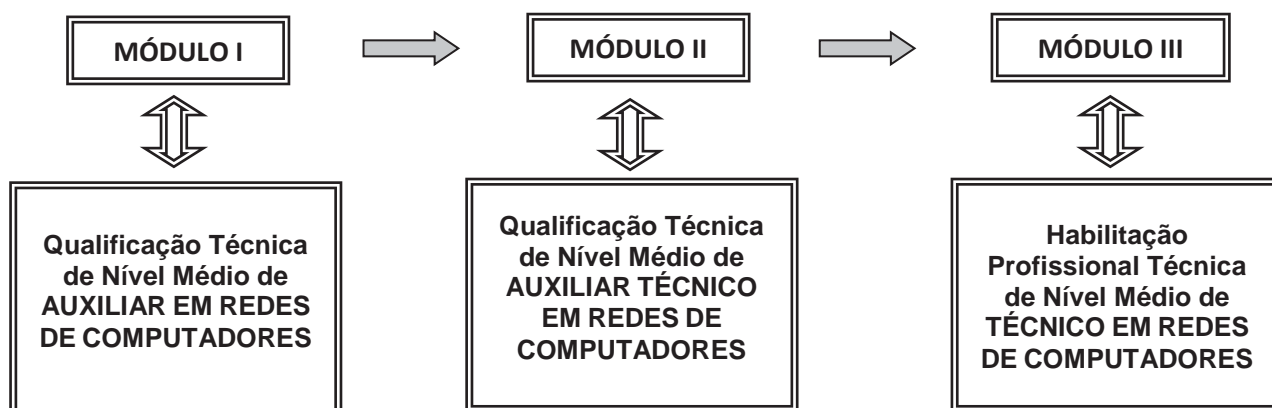 MÓDULO I
MÓDULO II
MÓDULO III
Qualificação Técnica
de Nível Médio de
AUXILIAR EM REDES
DE COMPUTADORES
Qualificação Técnica
de Nível Médio de
AUXILIAR TÉCNICO
EM REDES DE
COMPUTADORES
Habilitação
Profissional Técnica
de Nível Médio de
TÉCNICO EM REDES
DE COMPUTADORES